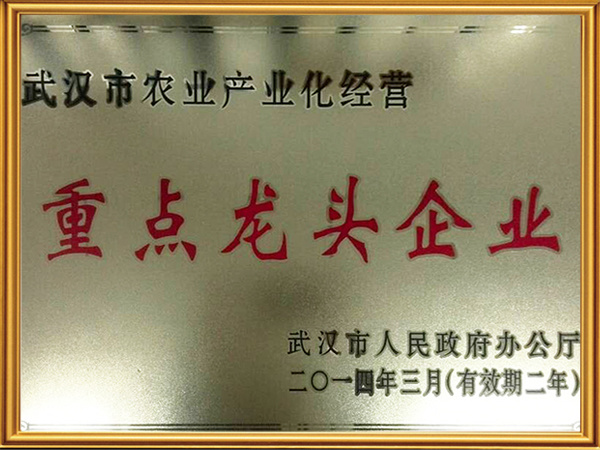 武汉市农业产业化经营
重点龙头企业
武汉市人民政府办公厅
二〇一四年三月(有效期二年)